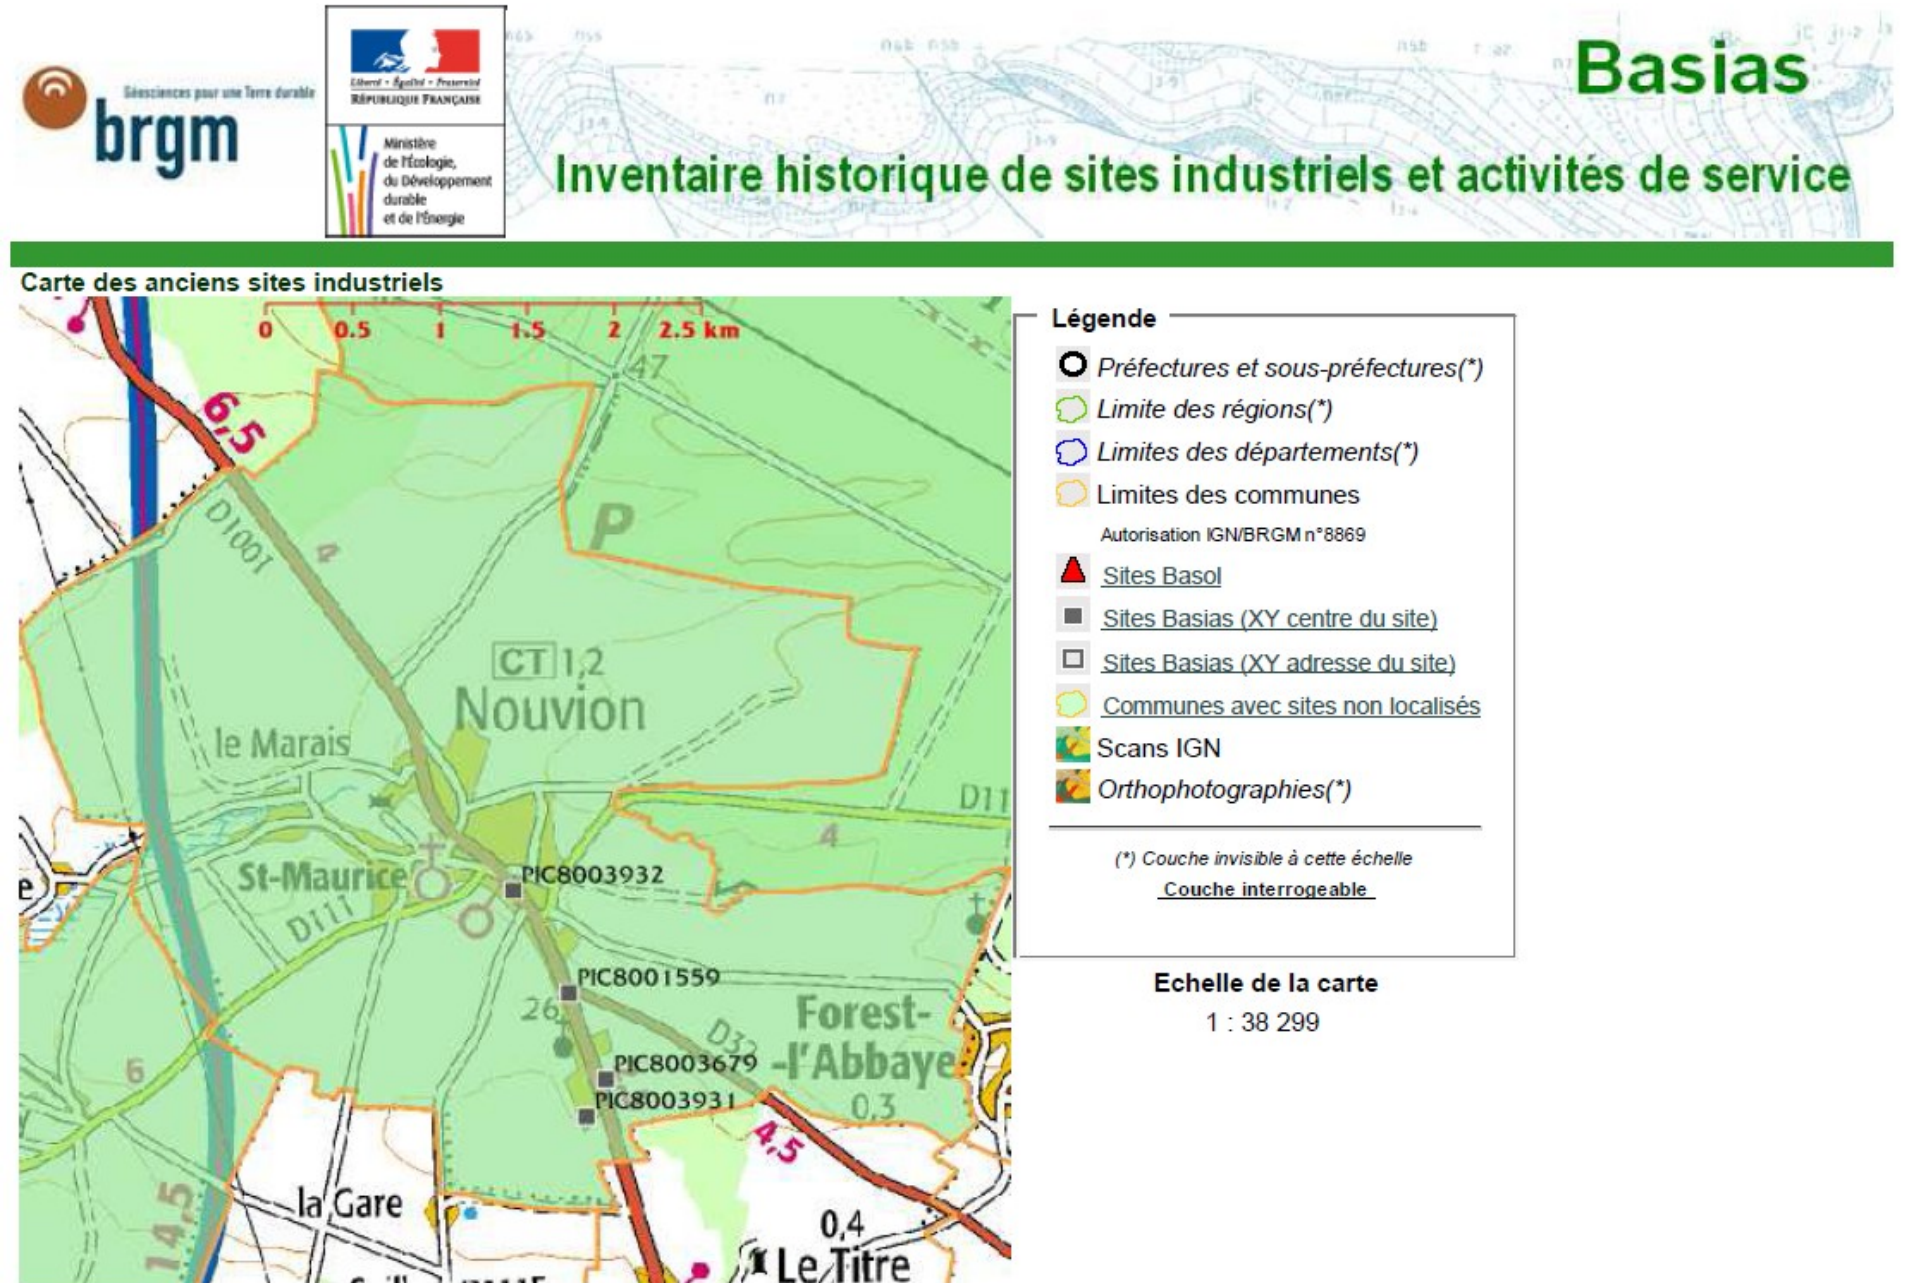 Géosciences pour une Terre durable
brgm
Liberté • Égalité • Fraternité
RÉPUBLIQUE FRANÇAISE
Ministère
de l'Écologie,
du Développement
durable
et de l'Énergie
Basias
Inventaire historique de sites industriels et activités de service
Carte des anciens sites industriels
0 0.5 1 1.5 2 2.5 km
47
6,5
D1001
4
P
CT 1,2
Nouvion
le Marais
D11
4
St-Maurice
PIC8003932
D111
PIC8001559
26
Forest-
-l'Abbaye
0,3
D32
PIC8003679
PIC8003931
6
4,5
14,5
la Gare
0,4
Le Titre
Légende
Préfectures et sous-préfectures(*)
Limite des régions(*)
Limites des départements(*)
Limites des communes
Autorisation IGN/BRGM n°8869
Sites Basol
Sites Basias (XY centre du site)
Sites Basias (XY adresse du site)
Communes avec sites non localisés
Scans IGN
Orthophotographies(*)
(*) Couche invisible à cette échelle
Couche interrogeable
Echelle de la carte
1 : 38 299